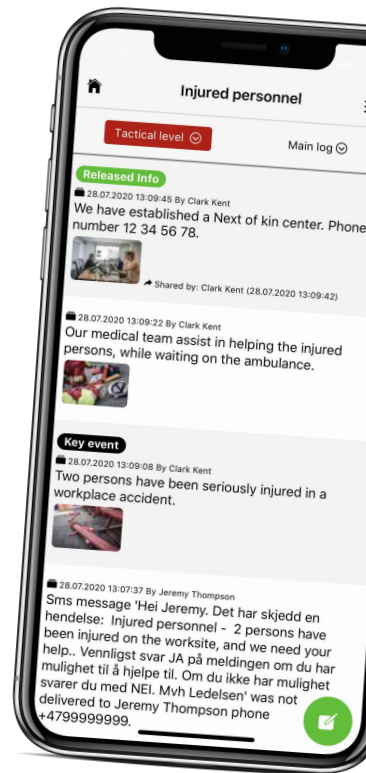 Injured personnel
Tactical level
Main log
Released Info
28.07.2020 13:09:45 By Clark Kent
We have established a Next of kin center. Phone
number 12 34 56 78.
Shared by: Clark Kent (28.07.2020 13:09:42)
28.07.2020 13:09:22 By Clark Kent
Our medical team assist in helping the injured
persons, while waiting on the ambulance.
Key event
28.07.2020 13:09:08 By Clark Kent
Two persons have been seriously injured in a
workplace accident.
28.07.2020 13:07:37 By Jeremy Thompson
Sms message 'Hei Jeremy. Det har skjedd en
hendelse: Injured personnel - 2 persons have
been injured on the worksite, and we need your
help.. Vennligst svar JA på meldingen om du har
mulighet til å hjelpe til. Om du ikke har mulighet
svarer du med NEI. Mvh Ledelsen' was not
delivered to Jeremy Thompson phone
+4799999999.